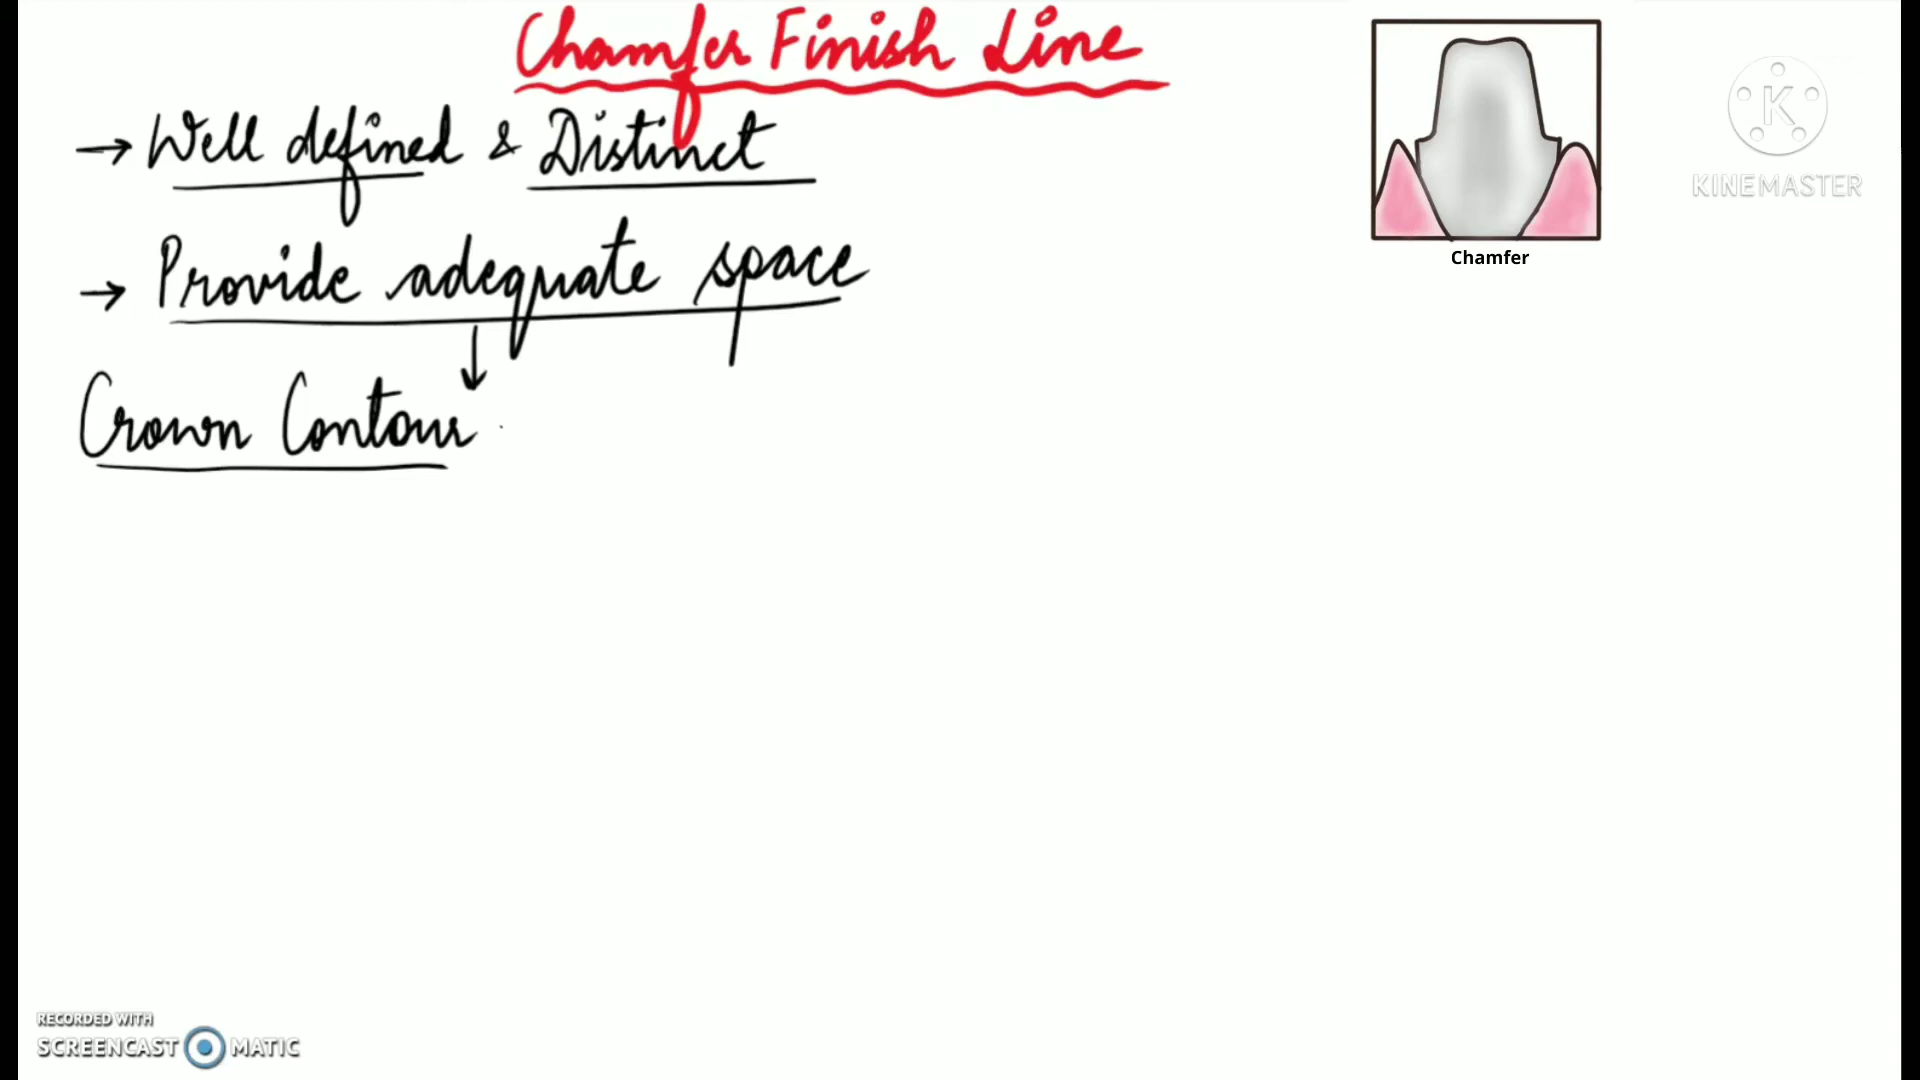 Chamfer Finish Line
→ Well defined & Distinct
→ Provide adequate space
↓
Crown Contour
Chamfer
K
KINEMASTER
RECORDED WITH
SCREENCAST MATIC